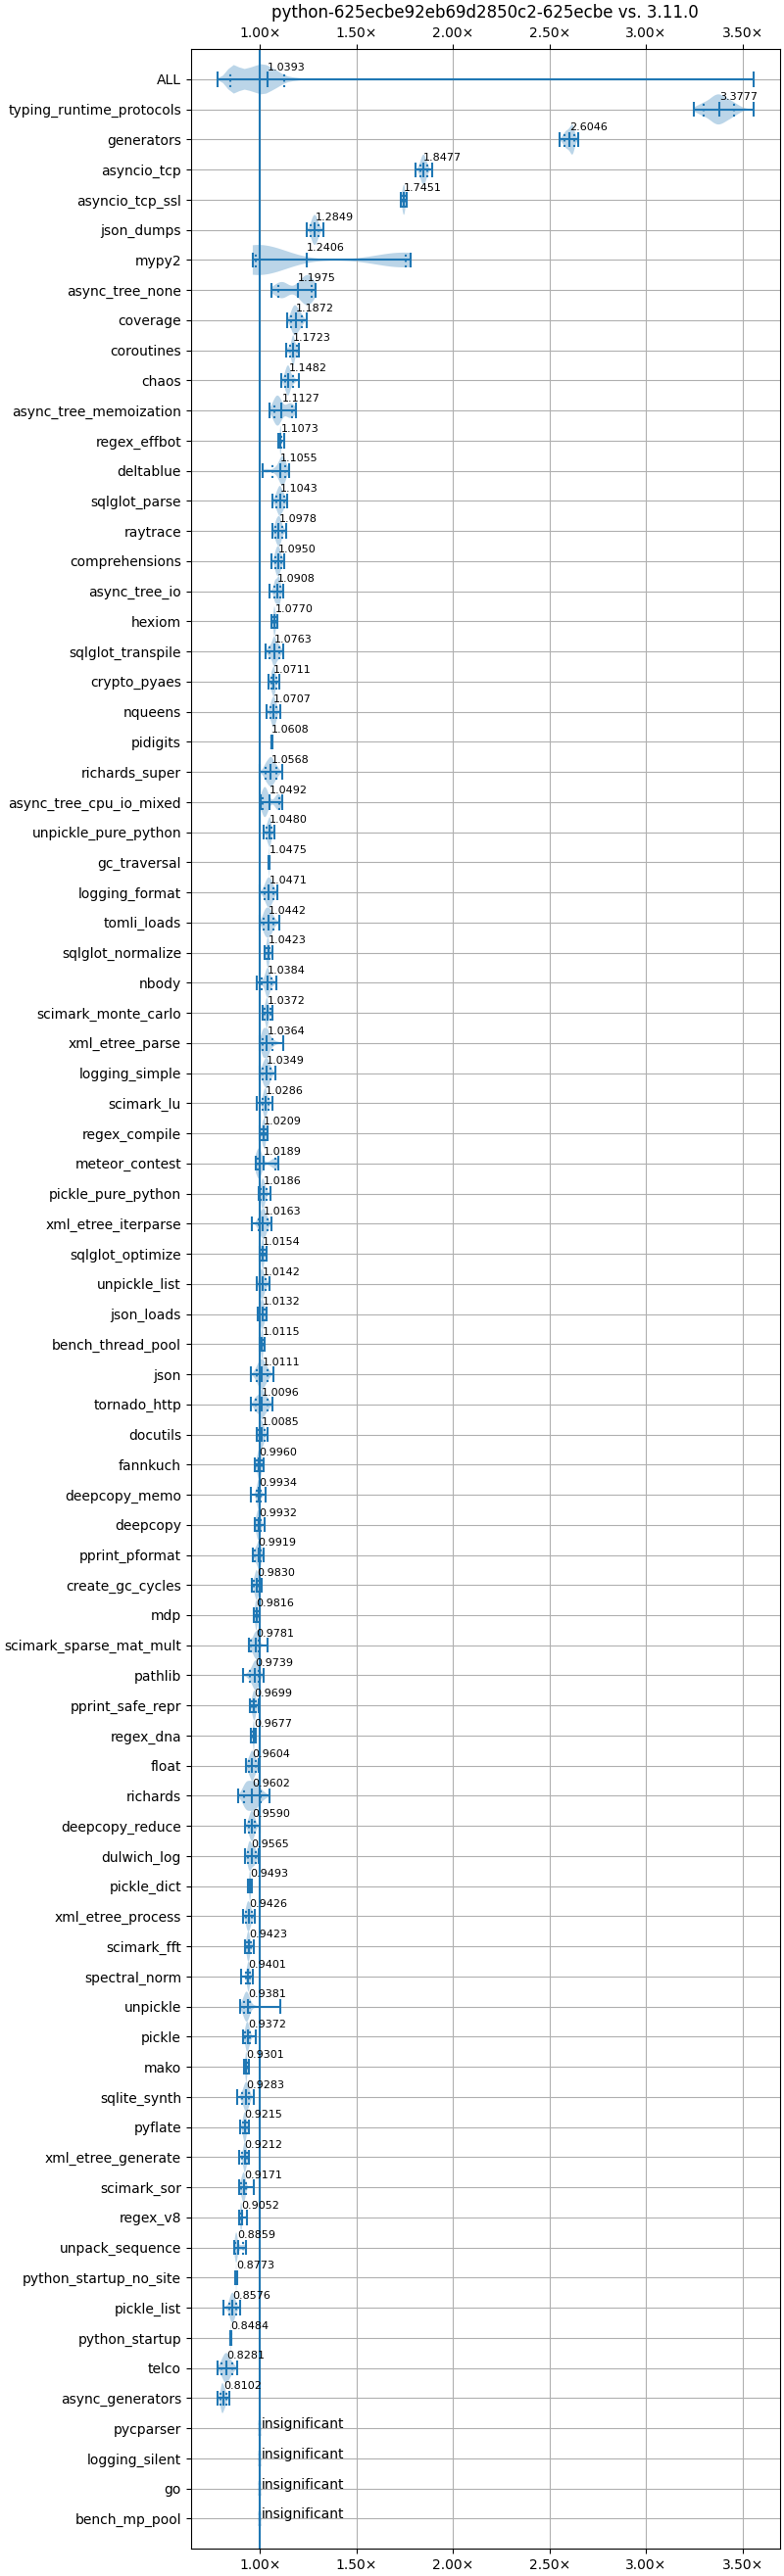 python-625ecbe92eb69d2850c2-625ecbe vs. 3.11.0
1.00× 1.50× 2.00× 2.50× 3.00× 3.50×
ALL 1.0393
typing_runtime_protocols 3.3777
generators 2.6046
asyncio_tcp 1.8477
asyncio_tcp_ssl 1.7451
json_dumps 1.2849
mypy2 1.2406
async_tree_none 1.1975
coverage 1.1872
coroutines 1.1723
chaos 1.1482
async_tree_memoization 1.1127
regex_effbot 1.1073
deltablue 1.1055
sqlglot_parse 1.1043
raytrace 1.0978
comprehensions 1.0950
async_tree_io 1.0908
hexiom 1.0770
sqlglot_transpile 1.0763
crypto_pyaes 1.0711
nqueens 1.0707
pidigits 1.0608
richards_super 1.0568
async_tree_cpu_io_mixed 1.0492
unpickle_pure_python 1.0480
gc_traversal 1.0475
logging_format 1.0471
tomli_loads 1.0442
sqlglot_normalize 1.0423
nbody 1.0384
scimark_monte_carlo 1.0372
xml_etree_parse 1.0364
logging_simple 1.0349
scimark_lu 1.0286
regex_compile 1.0209
meteor_contest 1.0189
pickle_pure_python 1.0186
xml_etree_iterparse 1.0163
sqlglot_optimize 1.0154
unpickle_list 1.0142
json_loads 1.0132
bench_thread_pool 1.0115
json 1.0111
tornado_http 1.0096
docutils 1.0085
fannkuch 0.9960
deepcopy_memo 0.9934
deepcopy 0.9932
pprint_pformat 0.9919
create_gc_cycles 0.9830
mdp 0.9816
scimark_sparse_mat_mult 0.9781
pathlib 0.9739
pprint_safe_repr 0.9699
regex_dna 0.9677
float 0.9604
richards 0.9602
deepcopy_reduce 0.9590
dulwich_log 0.9565
pickle_dict 0.9493
xml_etree_process 0.9426
scimark_fft 0.9423
spectral_norm 0.9401
unpickle 0.9381
pickle 0.9372
mako 0.9301
sqlite_synth 0.9283
pyflate 0.9215
xml_etree_generate 0.9212
scimark_sor 0.9171
regex_v8 0.9052
unpack_sequence 0.8859
python_startup_no_site 0.8773
pickle_list 0.8576
python_startup 0.8484
telco 0.8281
async_generators 0.8102
pycparser insignificant
logging_silent insignificant
go insignificant
bench_mp_pool insignificant
1.00× 1.50× 2.00× 2.50× 3.00× 3.50×